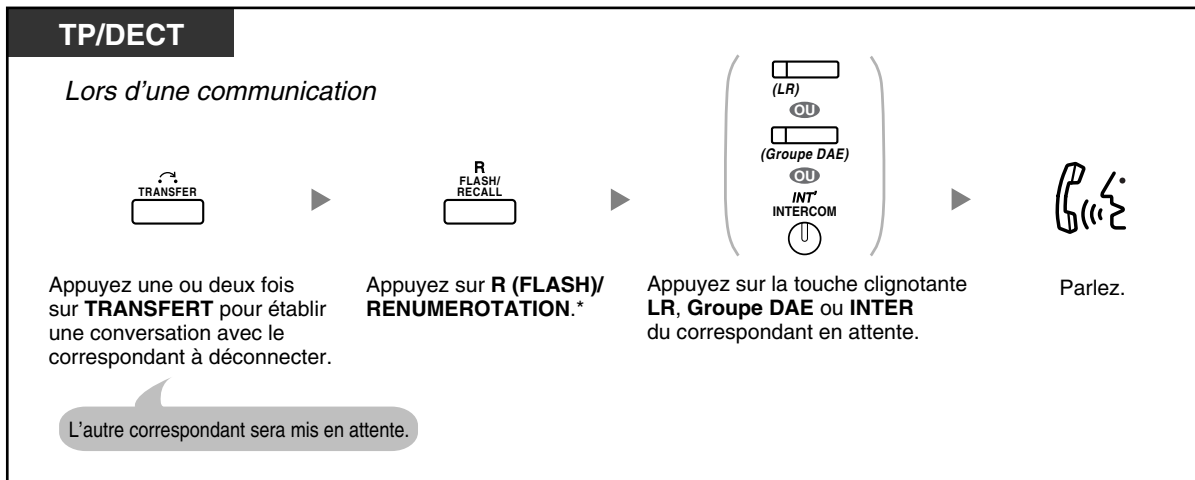 TP/DECT
Lors d'une communication
TRANSFER
R
FLASH/
RECALL
(LR)
OU
(Groupe DAE)
OU
INT'
INTERCOM
Appuyez une ou deux fois
sur TRANSFERT pour établir
une conversation avec le
correspondant à déconnecter.
Appuyez sur R (FLASH)/
RENUMEROTATION.*
Appuyez sur la touche clignotante
LR, Groupe DAE ou INTER
du correspondant en attente.
Parlez.
L'autre correspondant sera mis en attente.